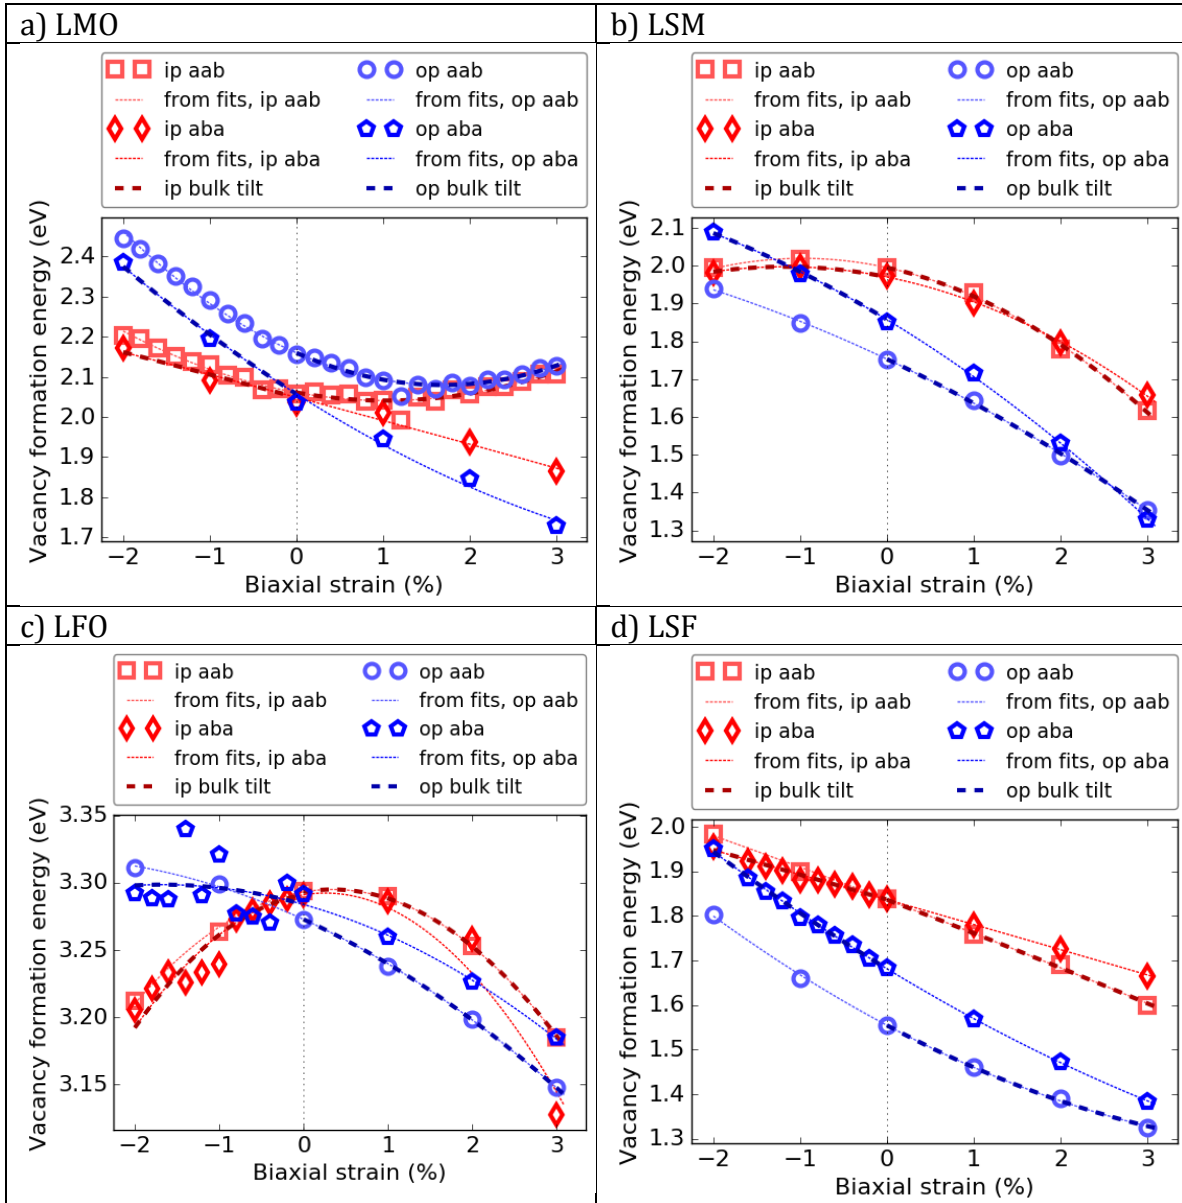 a) LMO
b) LSM
ip aab
op aab
from fits, ip aab
from fits, op aab
ip aba
op aba
from fits, ip aba
from fits, op aba
ip bulk tilt
op bulk tilt
Vacancy formation energy (eV)
2.4
2.3
2.2
2.1
2.0
1.9
1.8
1.7
−2
−1
0
1
2
3
Biaxial strain (%)
ip aab
op aab
from fits, ip aab
from fits, op aab
ip aba
op aba
from fits, ip aba
from fits, op aba
ip bulk tilt
op bulk tilt
Vacancy formation energy (eV)
2.1
2.0
1.9
1.8
1.7
1.6
1.5
1.4
1.3
−2
−1
0
1
2
3
Biaxial strain (%)
c) LFO
d) LSF
ip aab
op aab
from fits, ip aab
from fits, op aab
ip aba
op aba
from fits, ip aba
from fits, op aba
ip bulk tilt
op bulk tilt
Vacancy formation energy (eV)
3.35
3.30
3.25
3.20
3.15
−2
−1
0
1
2
3
Biaxial strain (%)
ip aab
op aab
from fits, ip aab
from fits, op aab
ip aba
op aba
from fits, ip aba
from fits, op aba
ip bulk tilt
op bulk tilt
Vacancy formation energy (eV)
2.0
1.9
1.8
1.7
1.6
1.5
1.4
1.3
−2
−1
0
1
2
3
Biaxial strain (%)